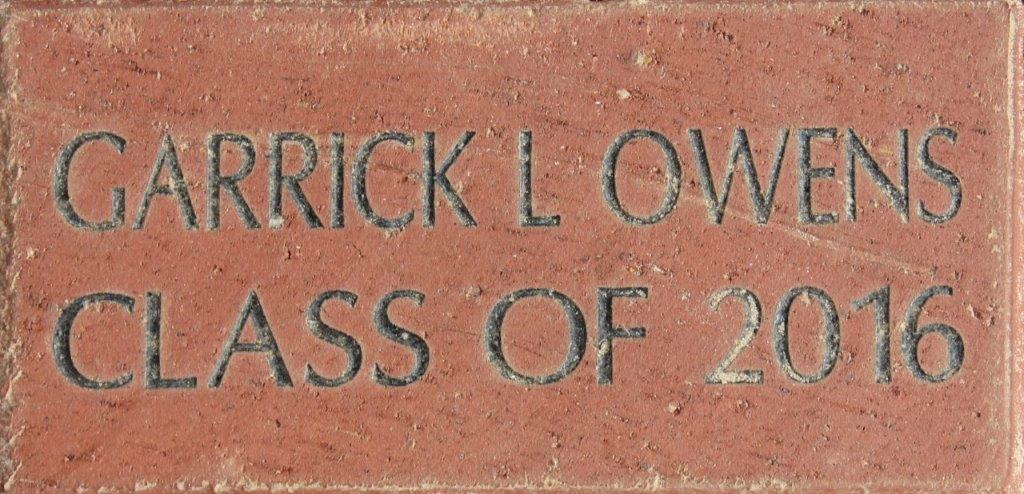 GARRICK L OWENS
CLASS OF 2016